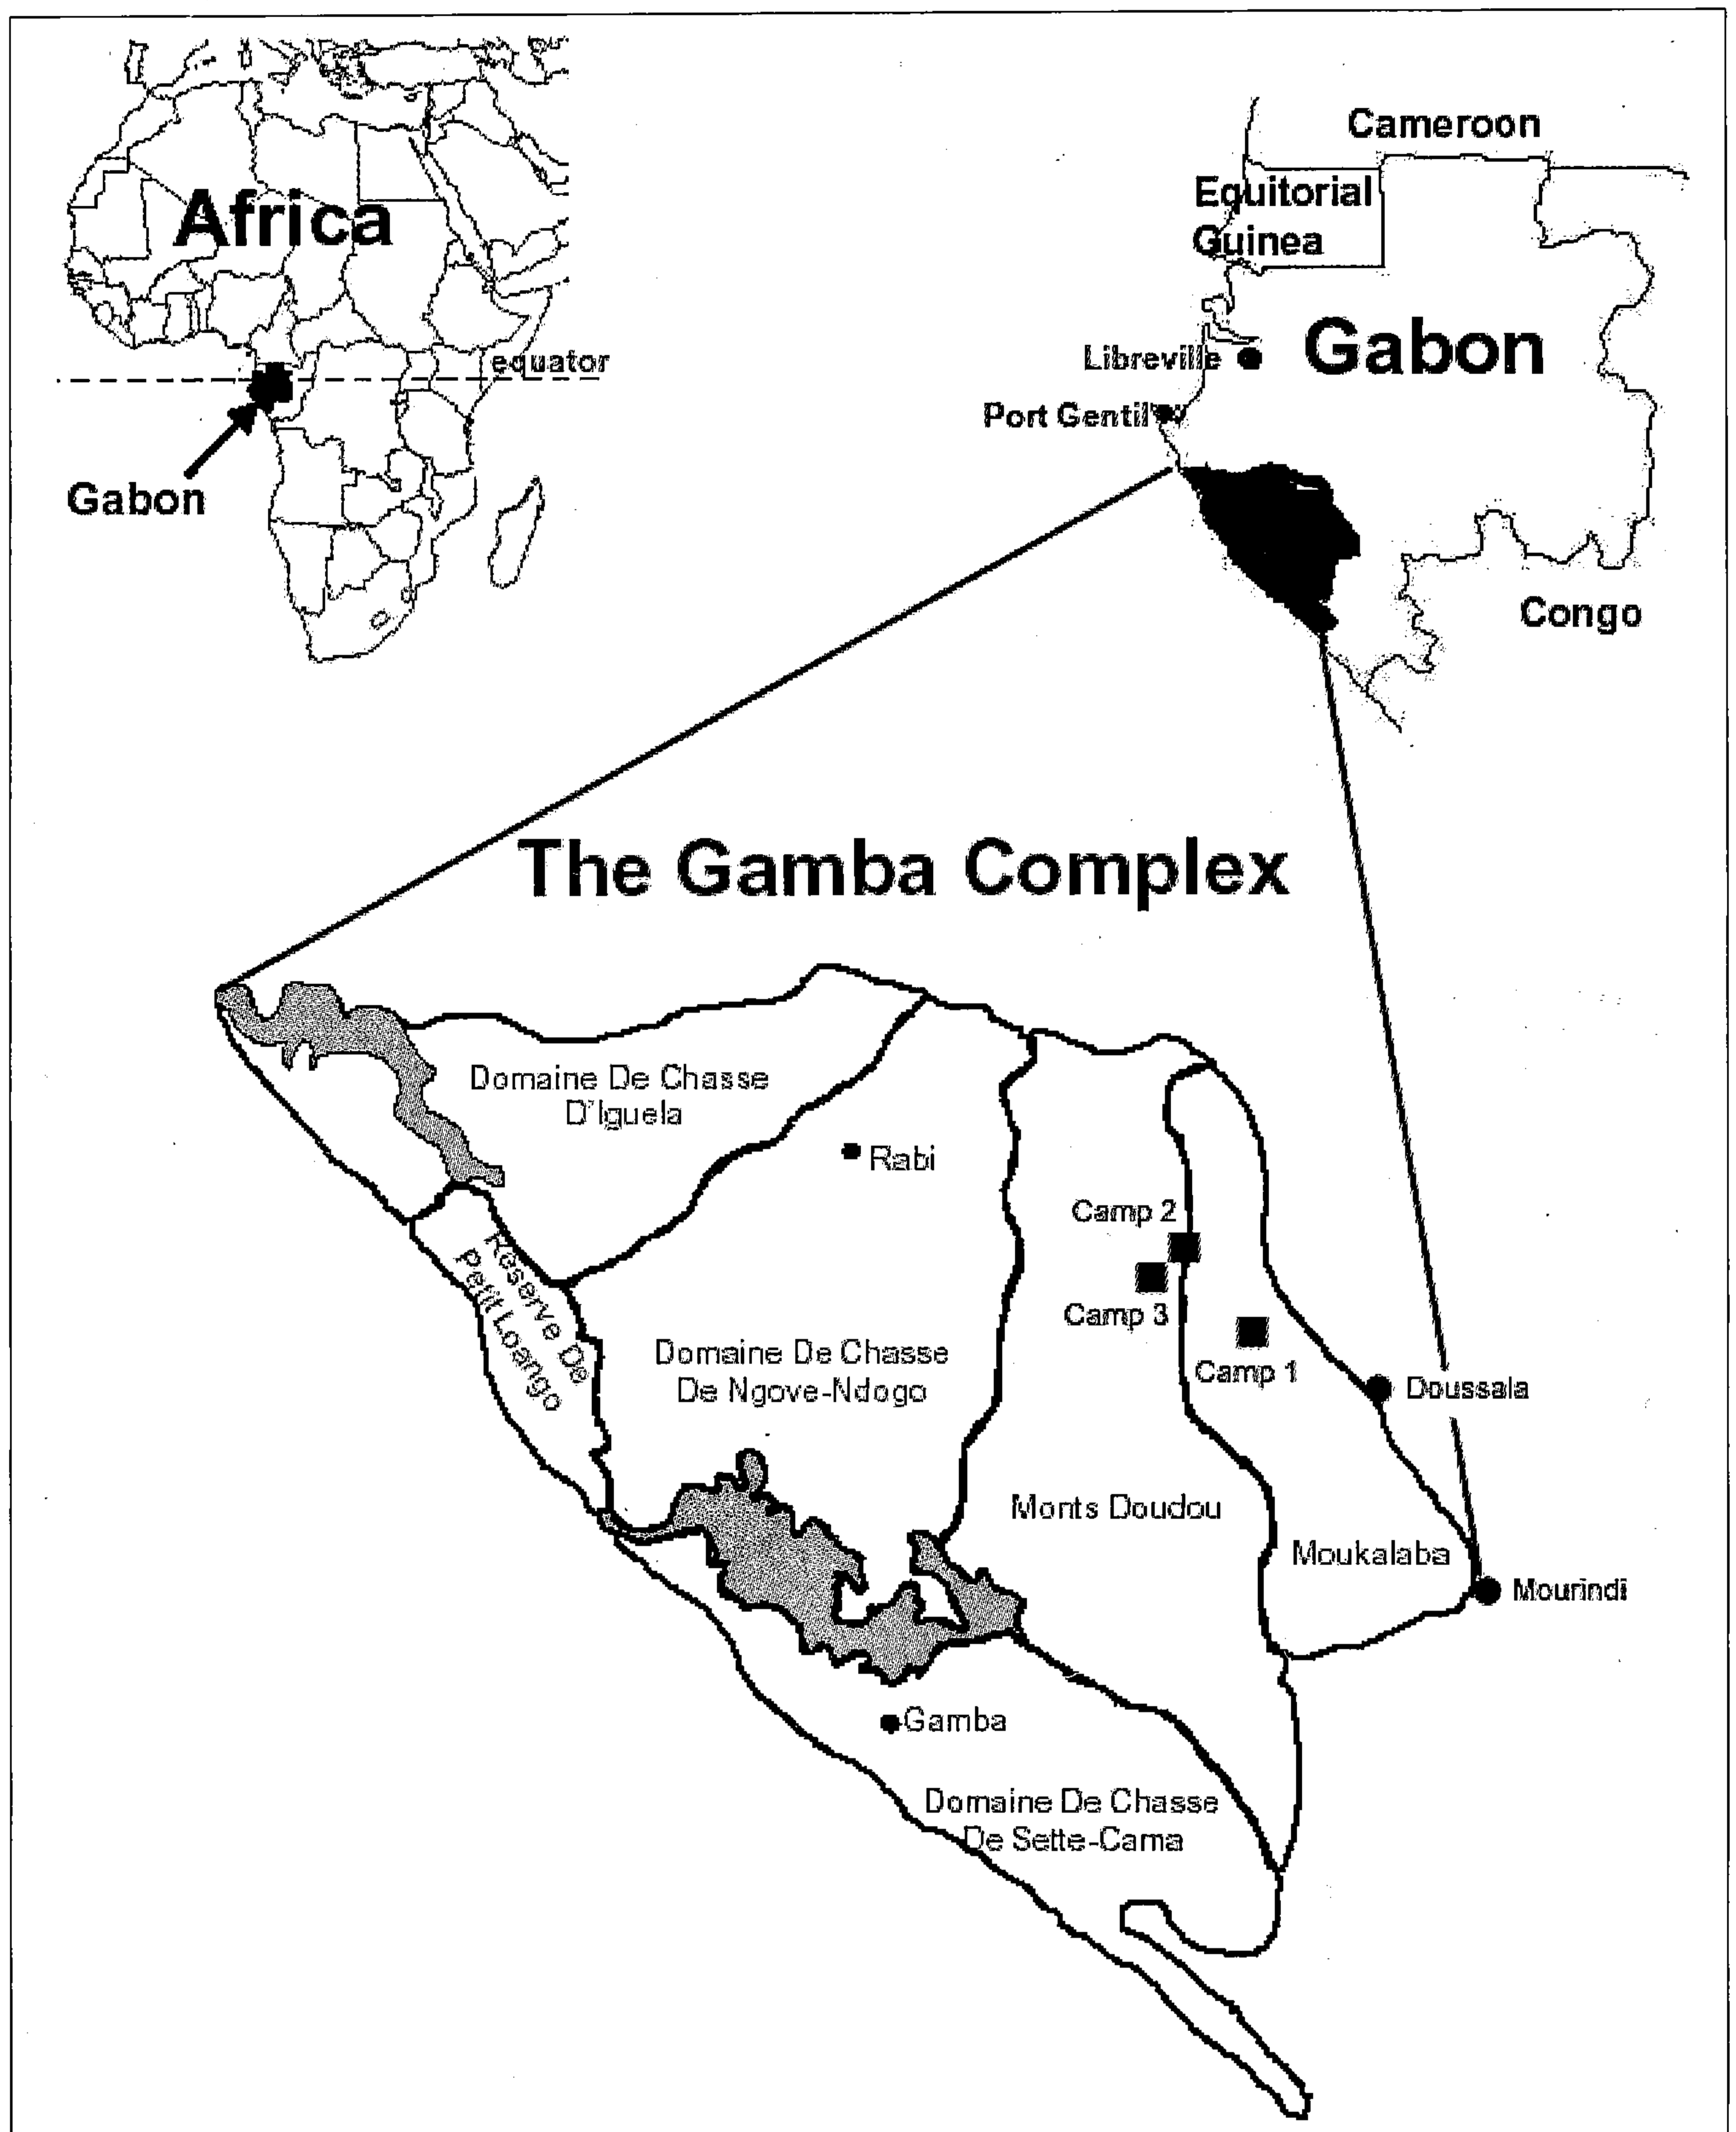 Africa
equator
Gabon
Cameroon
Equitorial
Guinea
Libreville
Gabon
Port Gentil
Congo
The Gamba Complex
Domaine De Chasse
D'Iguela
Rabi
Camp 2
Camp 3
Camp 1
Reserve De
Petit Loango
Domaine De Chasse
De Ngove-Ndogo
Doussala
Monts Doudou
Moukalaba
Mourindi
Gamba
Domaine De Chasse
De Sette-Cama